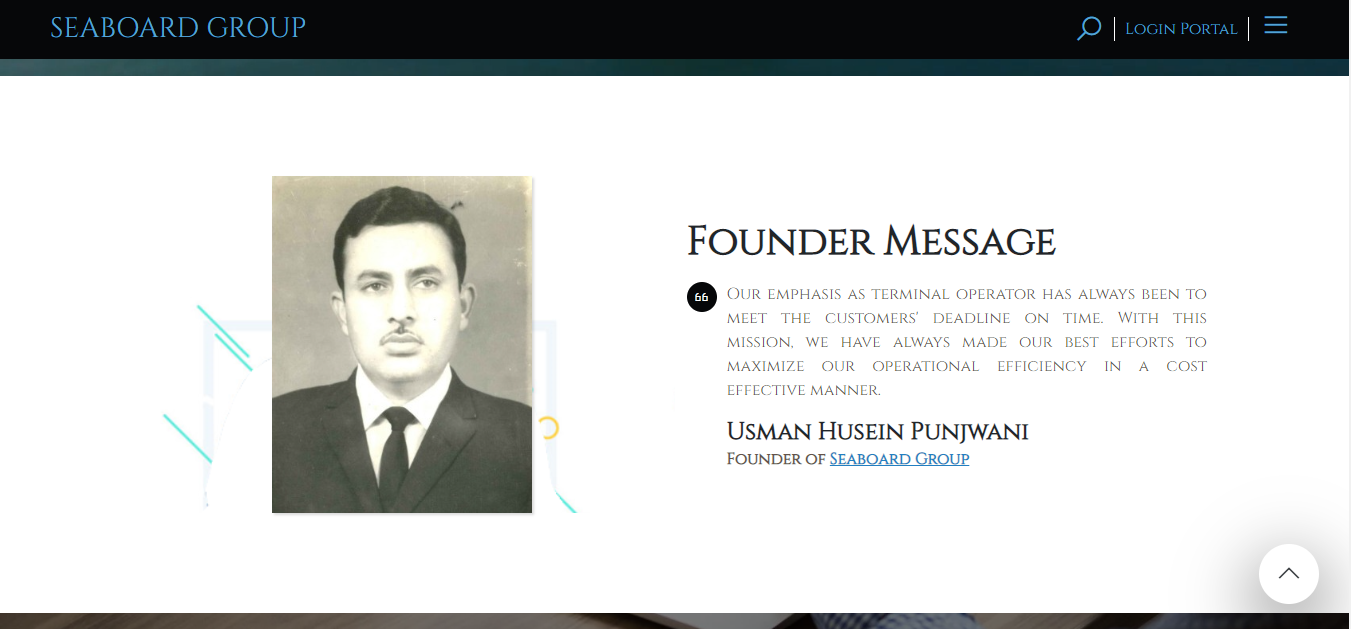 SEABOARD GROUP
Login Portal
Founder Message
Our emphasis as terminal operator has always been to
meet the customers' deadline on time. With this
mission, we have always made our best efforts to
maximize our operational efficiency in a cost
effective manner.
Usman Husein Punjwani
Founder of Seaboard Group